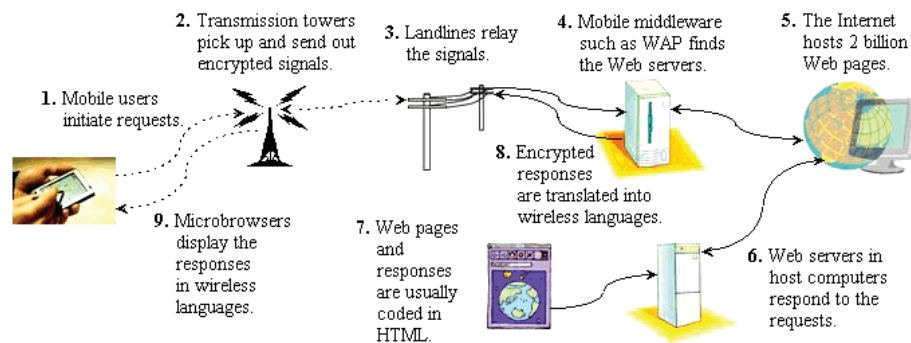 1. Mobile users
initiate requests.
2. Transmission towers
pick up and send out
encrypted signals.
3. Landlines relay
the signals.
4. Mobile middleware
such as WAP finds
the Web servers.
5. The Internet
hosts 2 billion
Web pages.
6. Web servers in
host computers
respond to the
requests.
7. Web pages
and
responses
are usually
coded in
HTML.
8. Encrypted
responses
are translated into
wireless languages.
9. Microbrowsers
display the
responses
in wireless
languages.